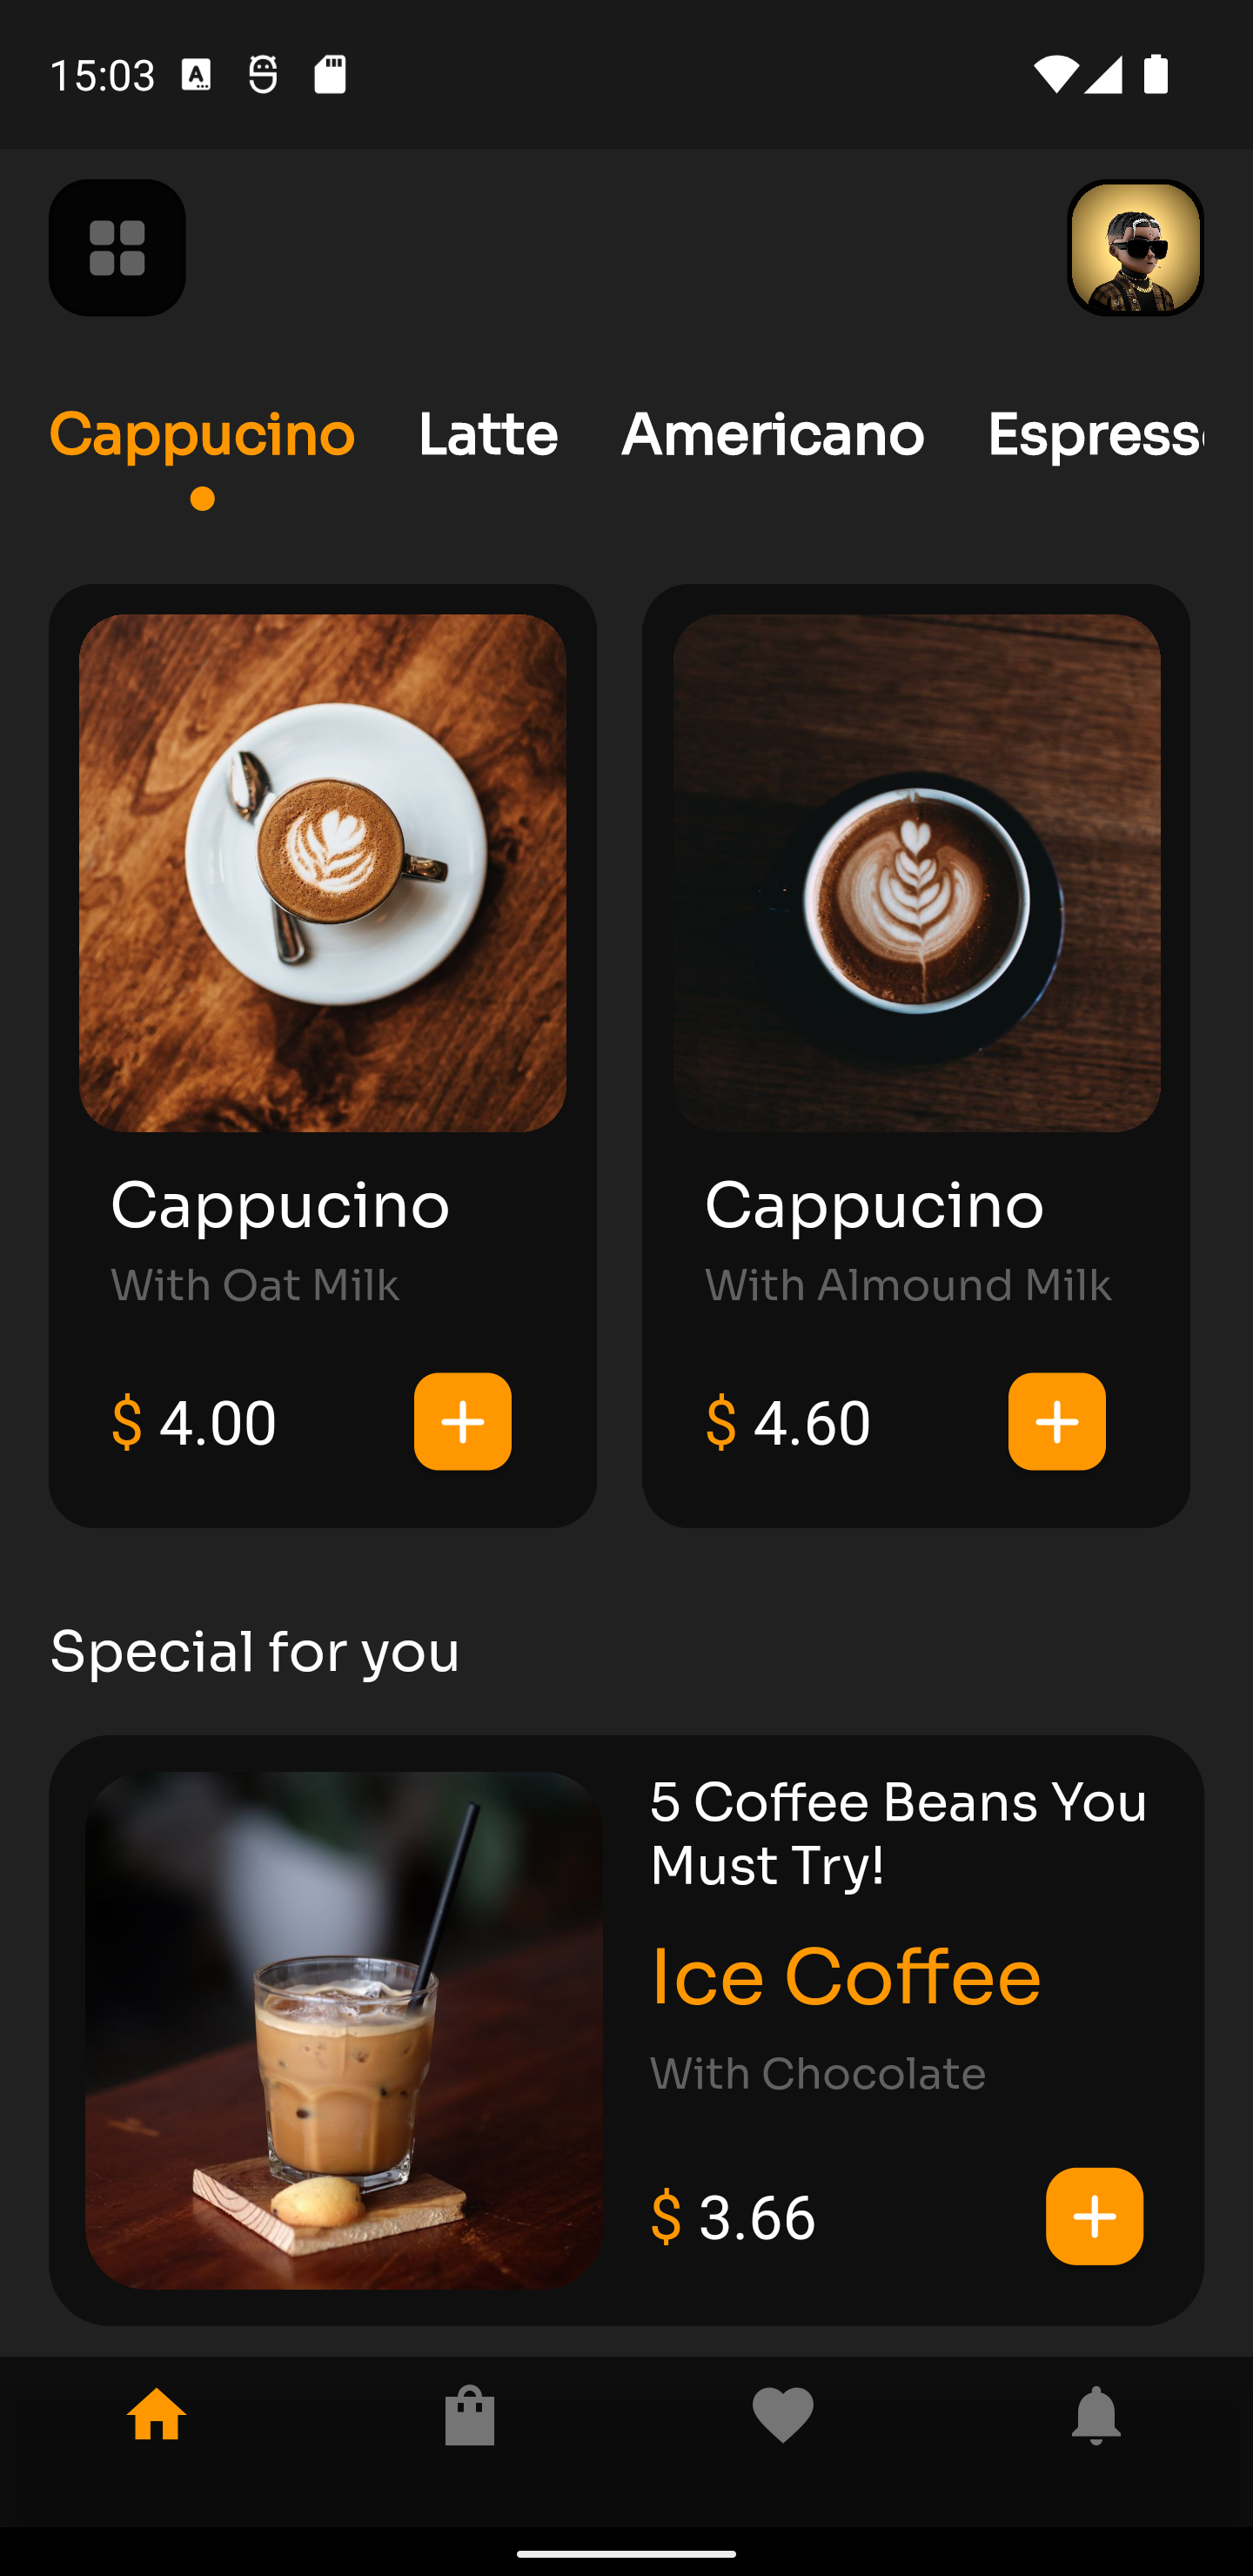 15:03
Cappucino Latte Americano Espress
Cappucino
With Oat Milk
$ 4.00
Cappucino
With Almound Milk
$ 4.60
Special for you
5 Coffee Beans You
Must Try!
Ice Coffee
With Chocolate
$ 3.66